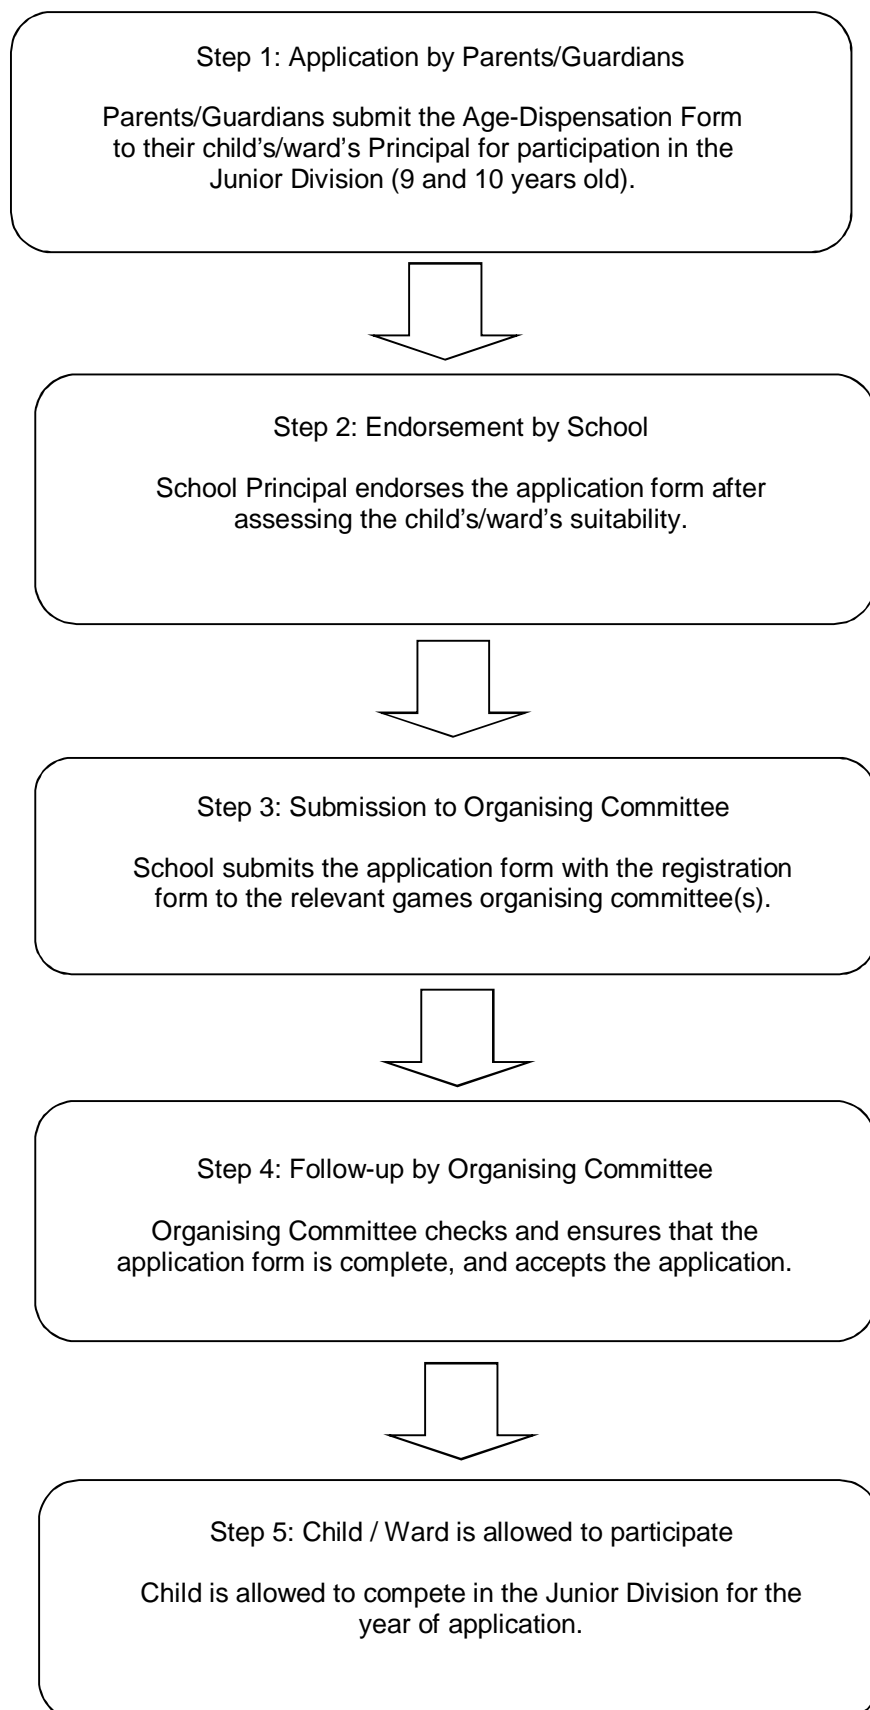 Step 1: Application by Parents/Guardians
Parents/Guardians submit the Age-Dispensation Form
to their child’s/ward’s Principal for participation in the
Junior Division (9 and 10 years old).
Step 2: Endorsement by School
School Principal endorses the application form after
assessing the child’s/ward’s suitability.
Step 3: Submission to Organising Committee
School submits the application form with the registration
form to the relevant games organising committee(s).
Step 4: Follow-up by Organising Committee
Organising Committee checks and ensures that the
application form is complete, and accepts the application.
Step 5: Child / Ward is allowed to participate
Child is allowed to compete in the Junior Division for the
year of application.